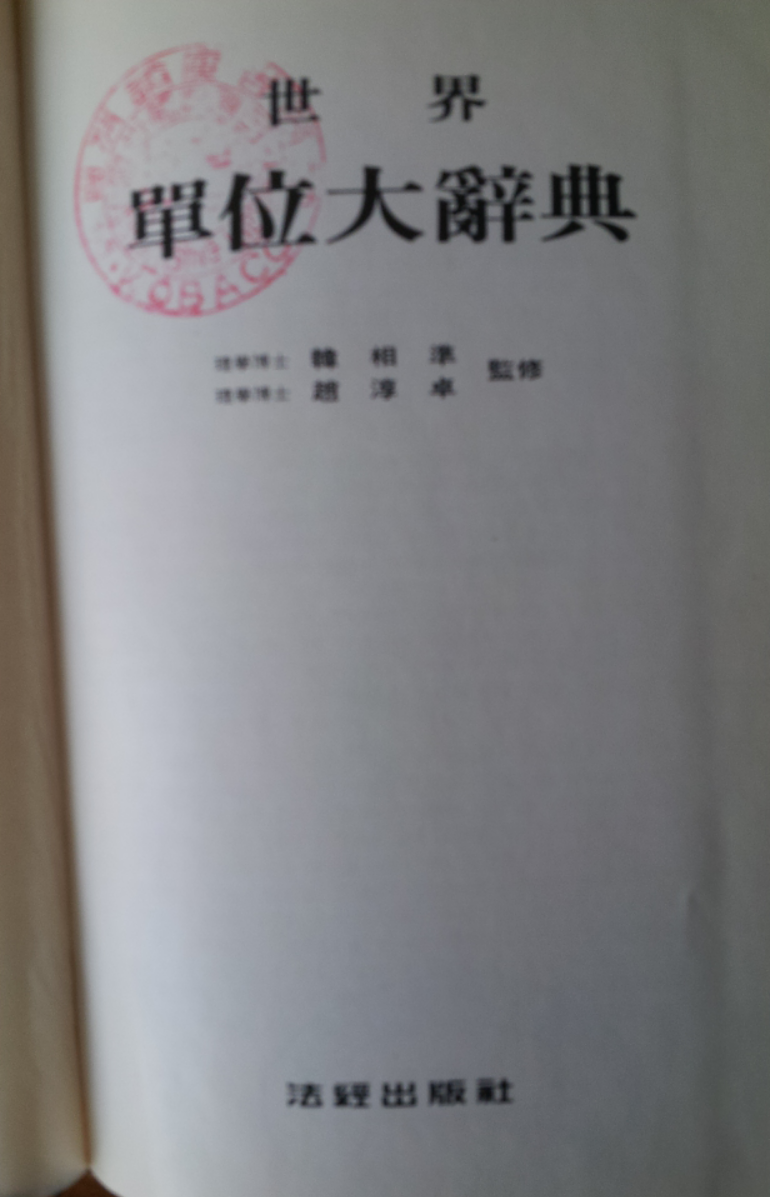 世界
單位大辭典
理學博士 韓相準
理學博士 趙淳卓 監修
法經出版社